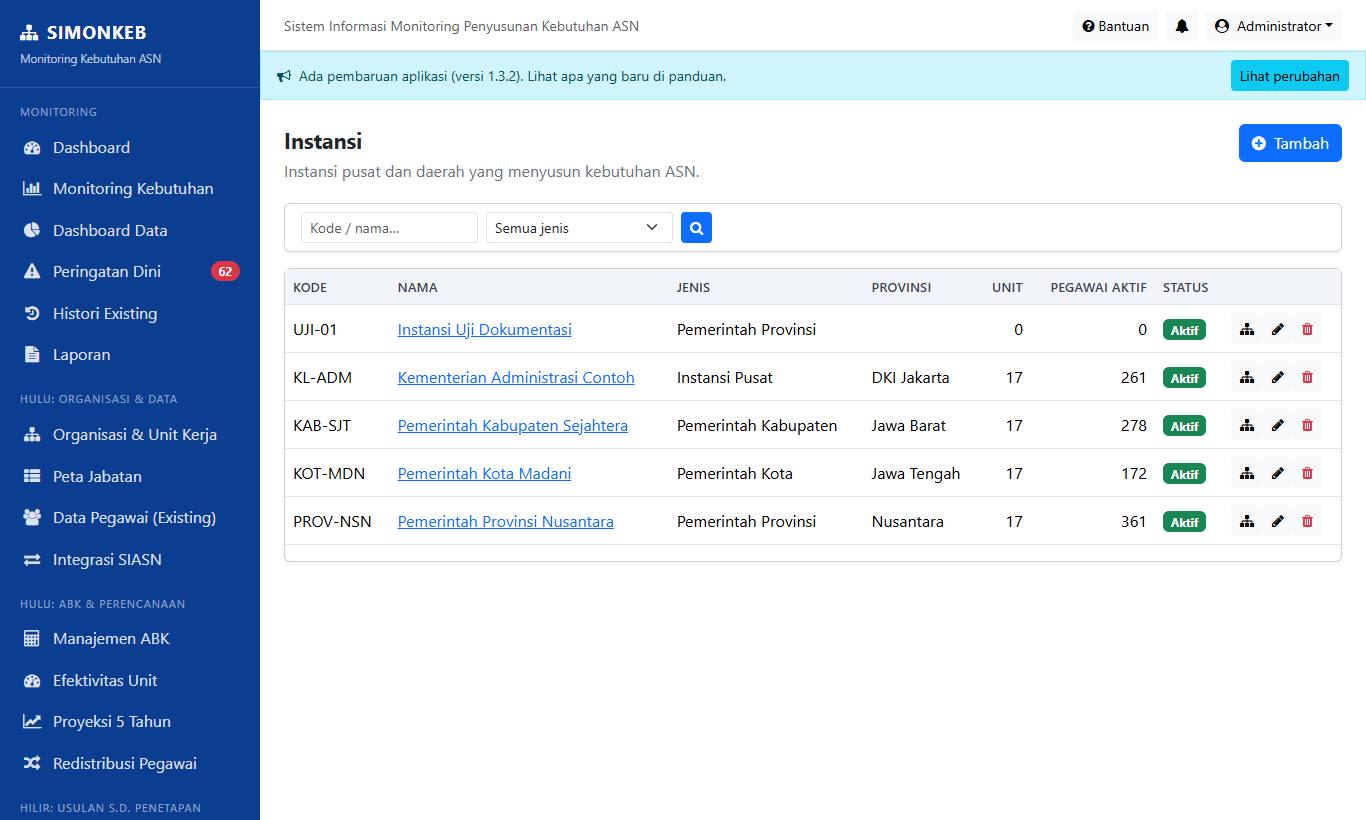 SIMONKEB
Monitoring Kebutuhan ASN
MONITORING
Dashboard
Monitoring Kebutuhan
Dashboard Data
Peringatan Dini 62
Histori Existing
Laporan
HULU: ORGANISASI & DATA
Organisasi & Unit Kerja
Peta Jabatan
Data Pegawai (Existing)
Integrasi SIASN
HULU: ABK & PERENCANAAN
Manajemen ABK
Efektivitas Unit
Proyeksi 5 Tahun
Redistribusi Pegawai
HILIR: USULAN S.D. PENETAPAN
Sistem Informasi Monitoring Penyusunan Kebutuhan ASN Bantuan Administrator
Ada pembaruan aplikasi (versi 1.3.2). Lihat apa yang baru di panduan. Lihat perubahan
Instansi Tambah
Instansi pusat dan daerah yang menyusun kebutuhan ASN.
Kode / nama... Semua jenis
KODE NAMA JENIS PROVINSI UNIT PEGAWAI AKTIF STATUS
UJI-01 Instansi Uji Dokumentasi Pemerintah Provinsi 0 0 Aktif
KL-ADM Kementerian Administrasi Contoh Instansi Pusat DKI Jakarta 17 261 Aktif
KAB-SJT Pemerintah Kabupaten Sejahtera Pemerintah Kabupaten Jawa Barat 17 278 Aktif
KOT-MDN Pemerintah Kota Madani Pemerintah Kota Jawa Tengah 17 172 Aktif
PROV-NSN Pemerintah Provinsi Nusantara Pemerintah Provinsi Nusantara 17 361 Aktif